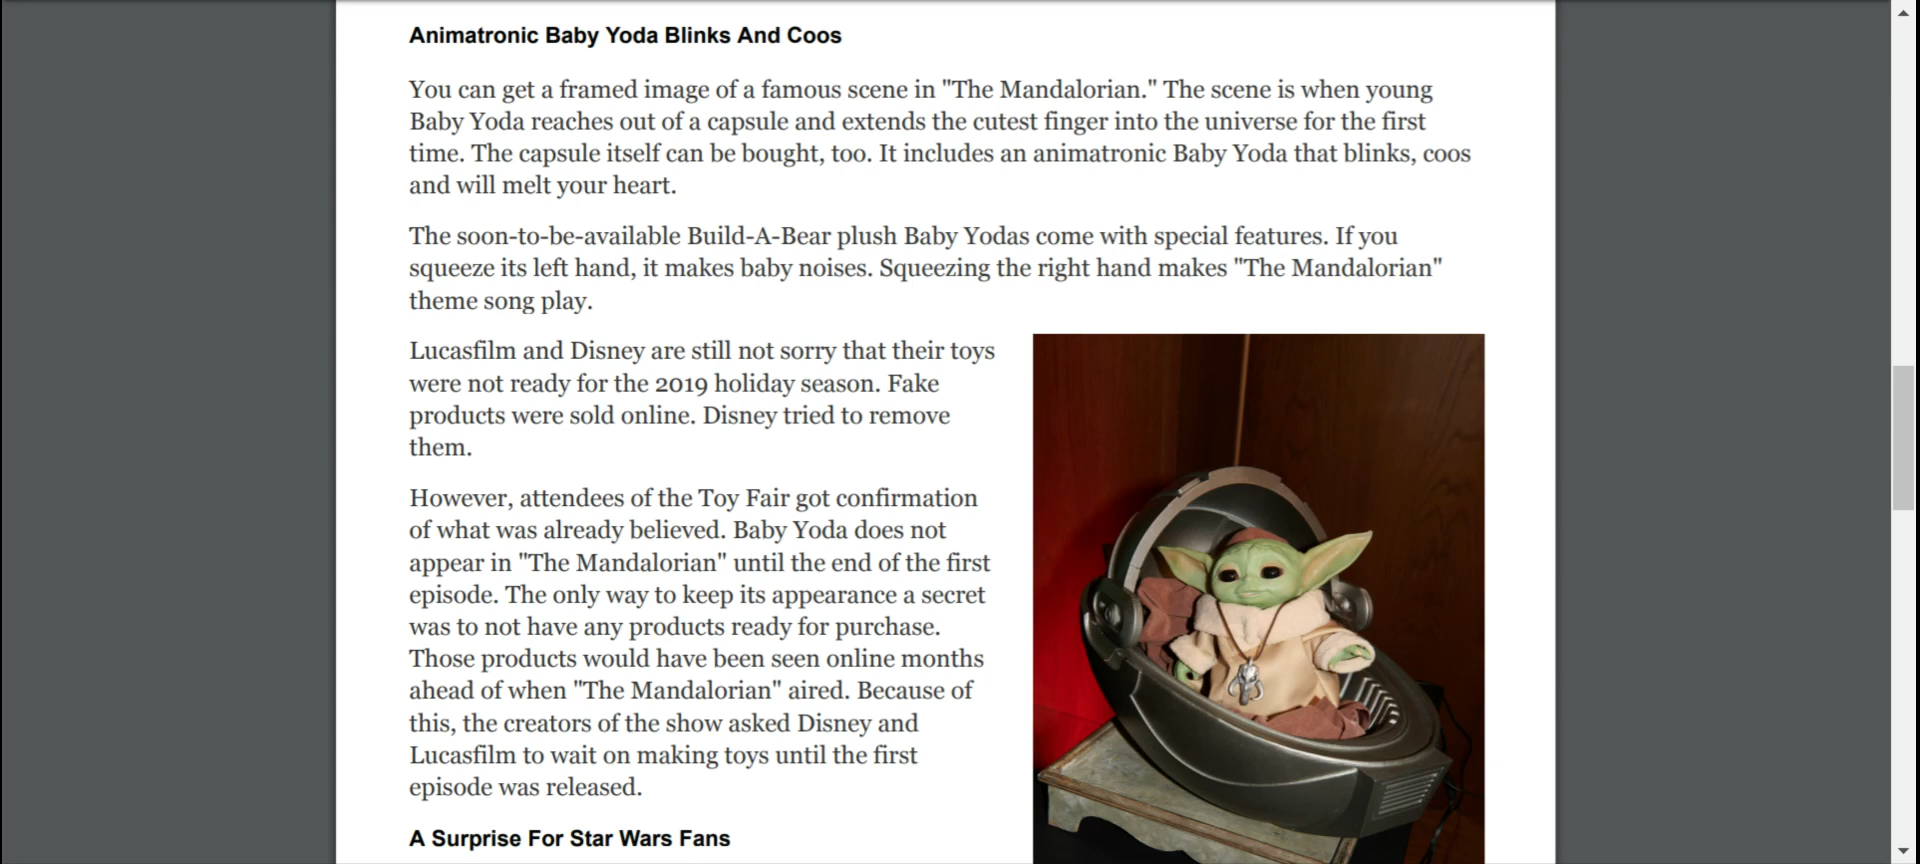 Animatronic Baby Yoda Blinks And Coos
You can get a framed image of a famous scene in "The Mandalorian." The scene is when young
Baby Yoda reaches out of a capsule and extends the cutest finger into the universe for the first
time. The capsule itself can be bought, too. It includes an animatronic Baby Yoda that blinks, coos
and will melt your heart.
The soon-to-be-available Build-A-Bear plush Baby Yodas come with special features. If you
squeeze its left hand, it makes baby noises. Squeezing the right hand makes "The Mandalorian"
theme song play.
Lucasfilm and Disney are still not sorry that their toys
were not ready for the 2019 holiday season. Fake
products were sold online. Disney tried to remove
them.
However, attendees of the Toy Fair got confirmation
of what was already believed. Baby Yoda does not
appear in "The Mandalorian" until the end of the first
episode. The only way to keep its appearance a secret
was to not have any products ready for purchase.
Those products would have been seen online months
ahead of when "The Mandalorian" aired. Because of
this, the creators of the show asked Disney and
Lucasfilm to wait on making toys until the first
episode was released.
A Surprise For Star Wars Fans